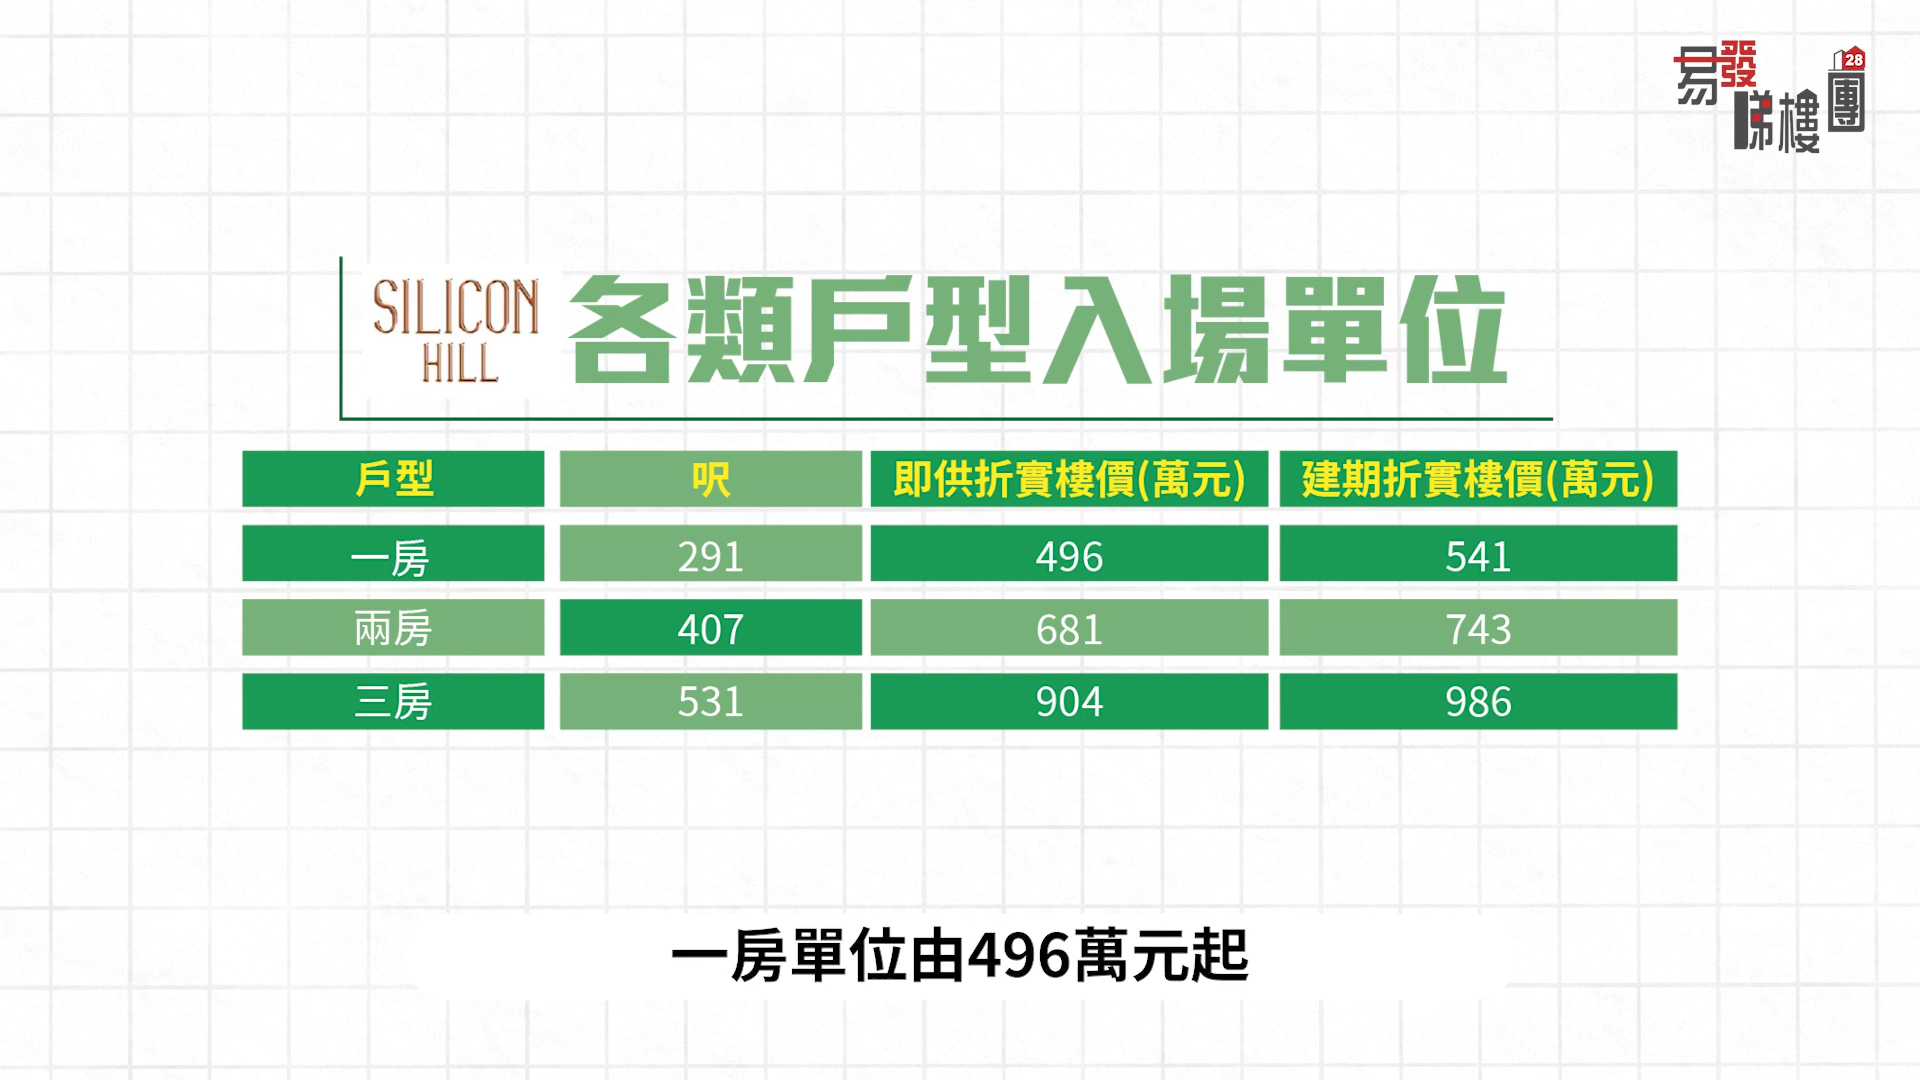 易發睇樓團
28
SILICON HILL 各類戶型入場單位
戶型 呎 即供折實樓價(萬元) 建期折實樓價(萬元)
一房 291 496 541
兩房 407 681 743
三房 531 904 986
一房單位由496萬元起